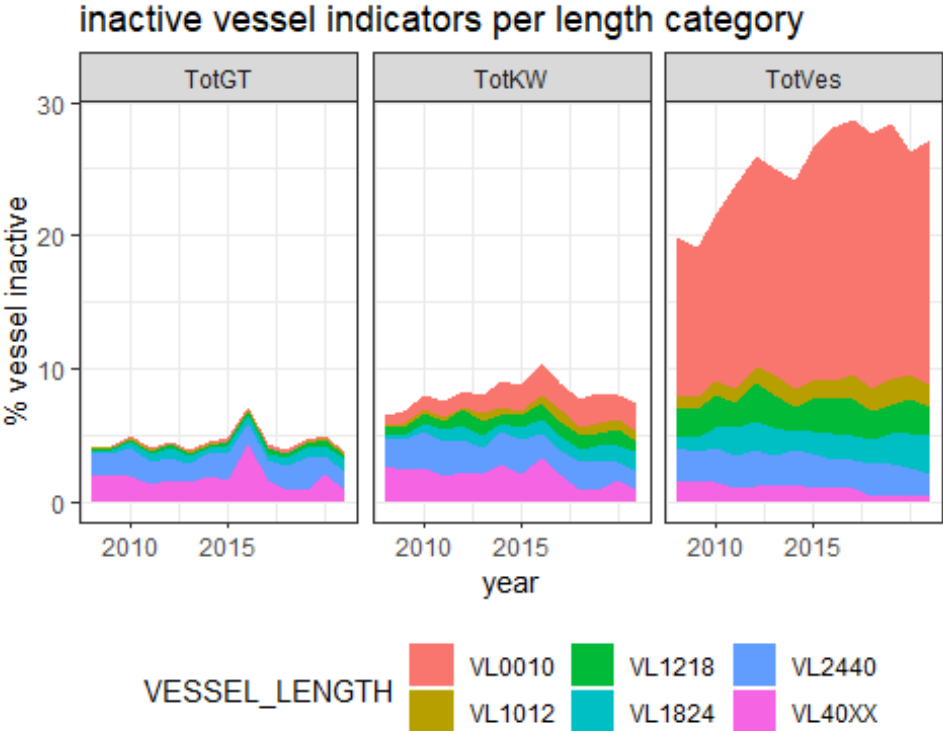 inactive vessel indicators per length category
TotGT TotKW TotVes
% vessel inactive
30
20
10
0
2010 2015 2010 2015 2010 2015
year
VESSEL_LENGTH
VL0010 VL1218 VL2440
VL1012 VL1824 VL40XX